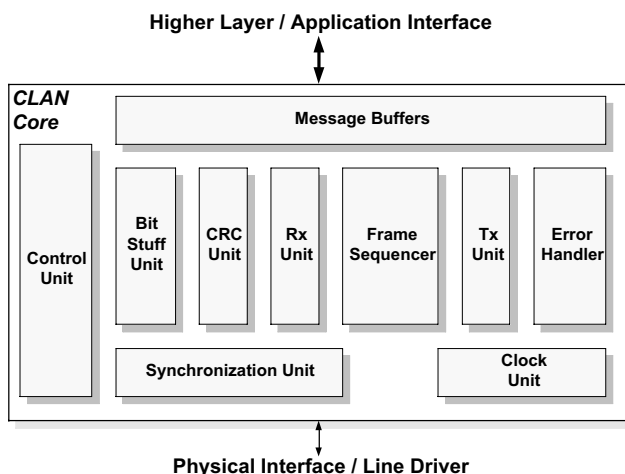 Higher Layer / Application Interface
CLAN
Core
Message Buffers
Control
Unit
Bit
Stuff
Unit
CRC
Unit
Rx
Unit
Frame
Sequencer
Tx
Unit
Error
Handler
Synchronization Unit
Clock
Unit
Physical Interface / Line Driver